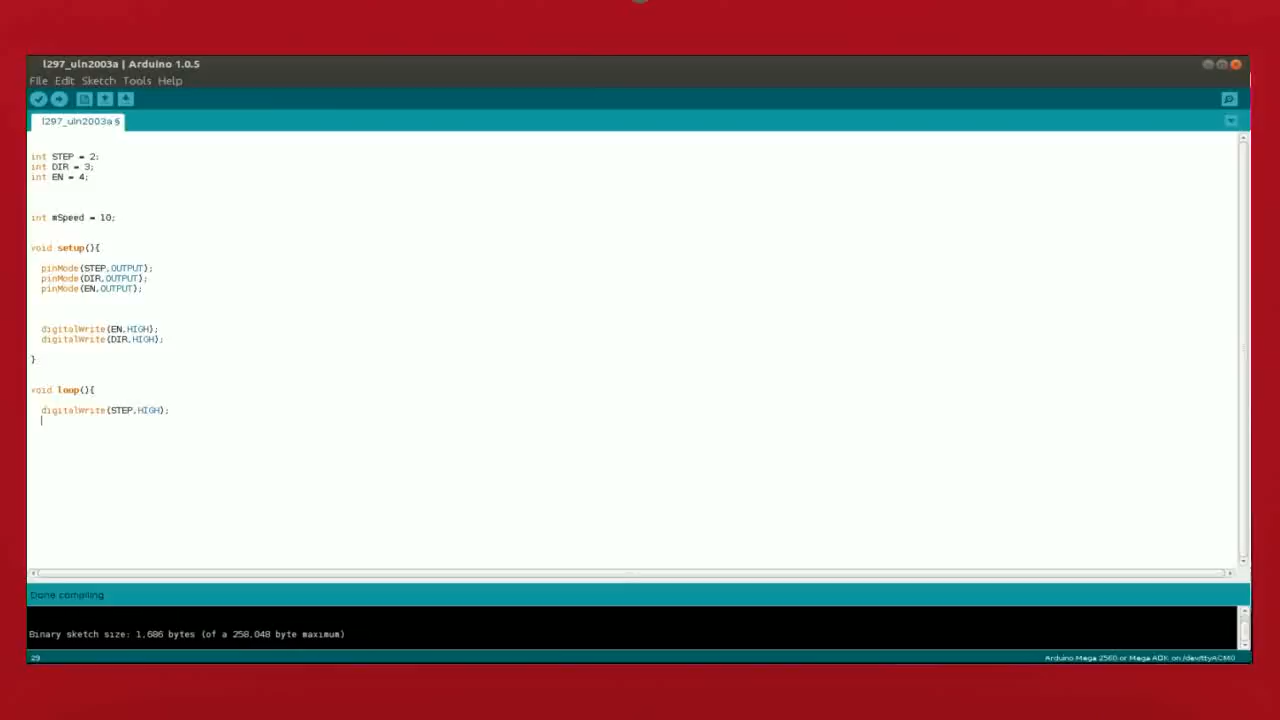 l297_uln2003a | Arduino 1.0.5
File Edit Sketch Tools Help
l297_uln2003a §
int STEP = 2;
int DIR = 3;
int EN = 4;
int mSpeed = 10;
void setup(){
pinMode(STEP,OUTPUT);
pinMode(DIR,OUTPUT);
pinMode(EN,OUTPUT);
digitalWrite(EN,HIGH);
digitalWrite(DIR,HIGH);
}
void loop(){
digitalWrite(STEP,HIGH);
Done compiling
Binary sketch size: 1,686 bytes (of a 258,048 byte maximum)
29
Arduino Mega 2560 or Mega ADK on /dev/ttyACM0